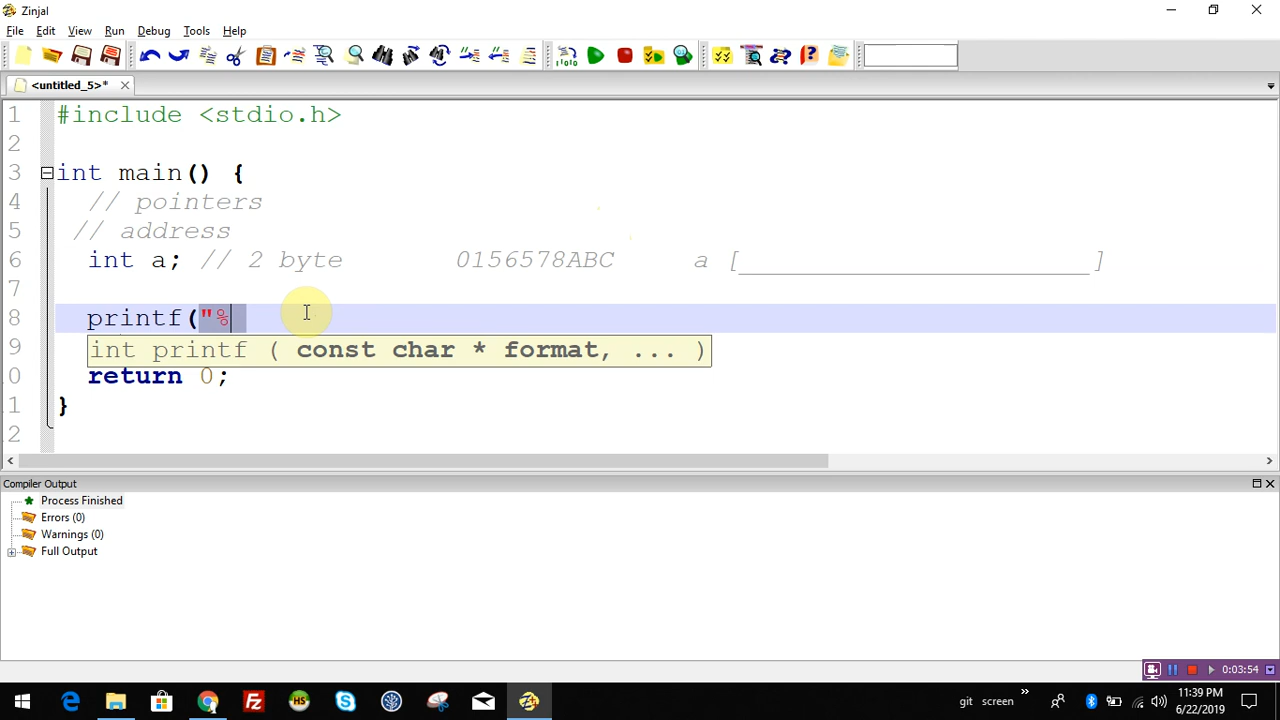 Zinjal
File Edit View Run Debug Tools Help
<untitled_5>*
1 #include <stdio.h>
2
3 int main() {
4 // pointers
5 // address
6 int a; // 2 byte 0156578ABC a [______________________]
7
8 printf("%
9 int printf ( const char * format, ... )
0 return 0;
1 }
2
Compiler Output
Process Finished
Errors (0)
Warnings (0)
Full Output
0:03:54
git screen
11:39 PM
6/22/2019